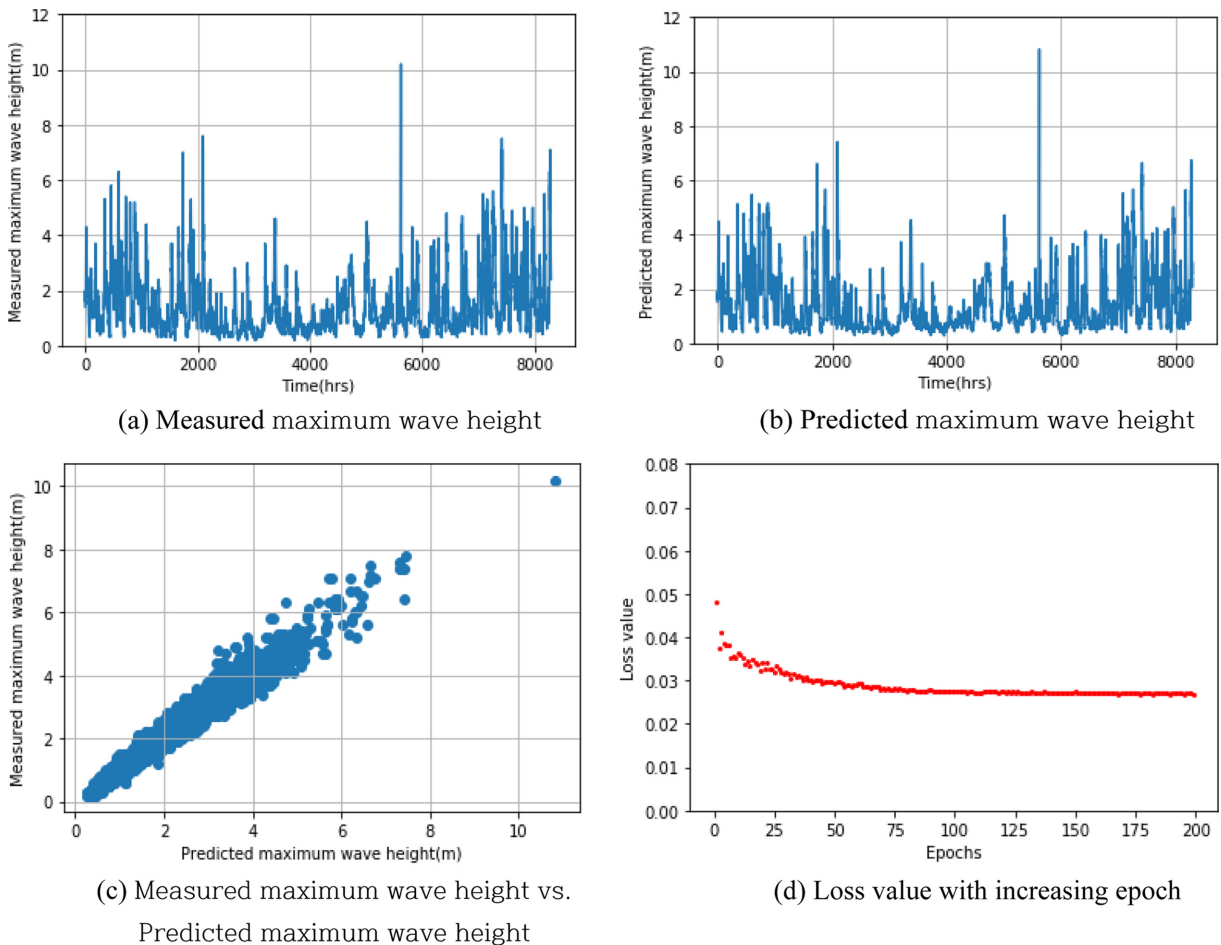 12
10
8
6
4
2
0
Measured maximum wave height(m)
0 2000 4000 6000 8000
Time(hrs)
(a) Measured maximum wave height
12
10
8
6
4
2
0
Predicted maximum wave height(m)
0 2000 4000 6000 8000
Time(hrs)
(b) Predicted maximum wave height
10
8
6
4
2
0
Measured maximum wave height(m)
0 2 4 6 8 10
Predicted maximum wave height(m)
(c) Measured maximum wave height vs.
Predicted maximum wave height
0.08
0.07
0.06
0.05
0.04
0.03
0.02
0.01
0.00
Loss value
0 25 50 75 100 125 150 175 200
Epochs
(d) Loss value with increasing epoch